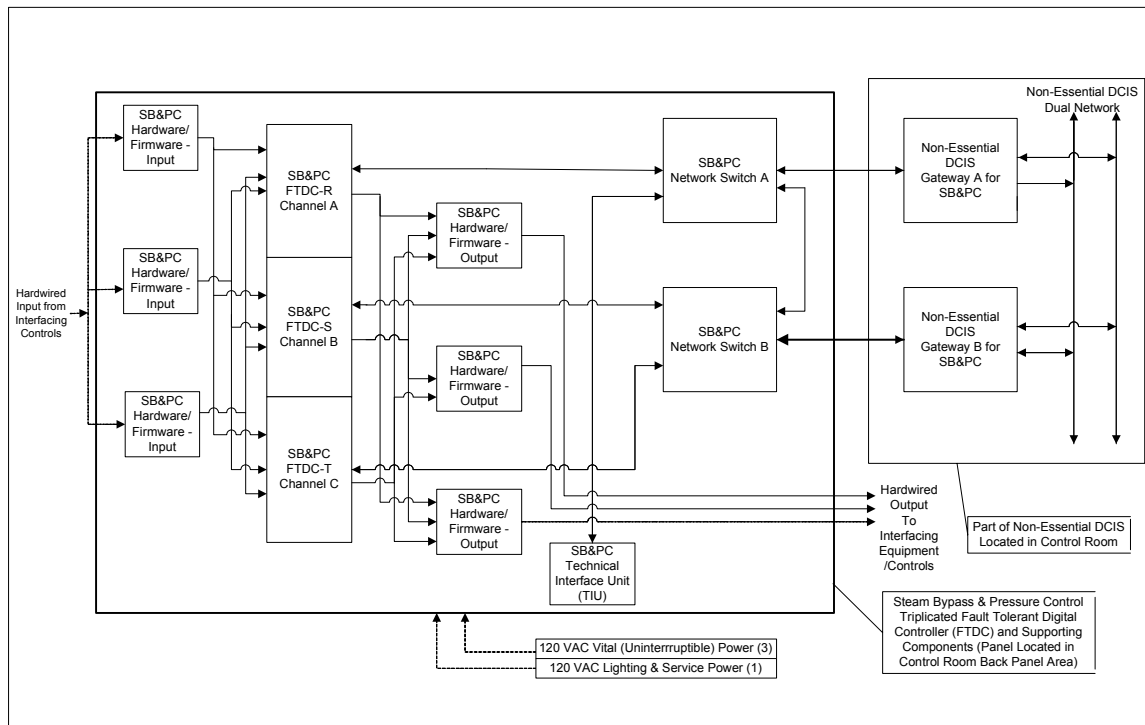 SB&PC
Hardware/
Firmware -
Input
SB&PC
Hardware/
Firmware -
Input
SB&PC
Hardware/
Firmware -
Input
Hardwired
Input from
Interfacing
Controls
SB&PC
FTDC-R
Channel A
SB&PC
FTDC-S
Channel B
SB&PC
FTDC-T
Channel C
SB&PC
Hardware/
Firmware -
Output
SB&PC
Hardware/
Firmware -
Output
SB&PC
Hardware/
Firmware -
Output
SB&PC
Network Switch A
SB&PC
Network Switch B
SB&PC
Technical
Interface Unit
(TIU)
Non-Essential DCIS
Dual Network
Non-Essential
DCIS
Gateway A for
SB&PC
Non-Essential
DCIS
Gateway B for
SB&PC
Hardwired
Output
To
Interfacing
Equipment
/Controls
Part of Non-Essential DCIS
Located in Control Room
Steam Bypass & Pressure Control
Triplicated Fault Tolerant Digital
Controller (FTDC) and Supporting
Components (Panel Located in
Control Room Back Panel Area)
120 VAC Vital (Uninterrruptible) Power (3)
120 VAC Lighting & Service Power (1)